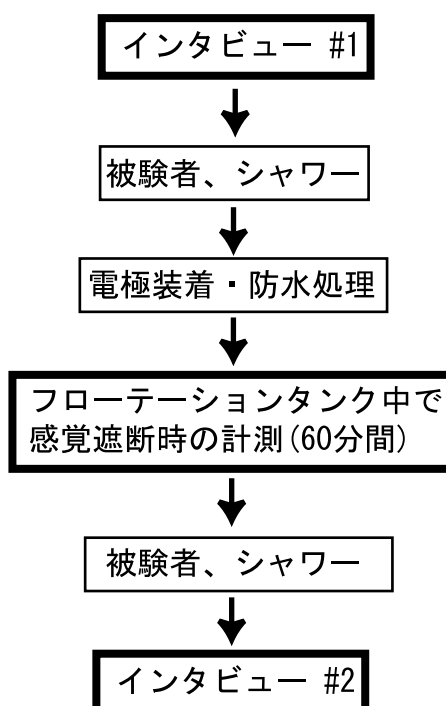 インタビュー #1
被験者、シャワー
電極装着・防水処理
フローテーションタンク中で
感覚遮断時の計測(60分間)
被験者、シャワー
インタビュー #2